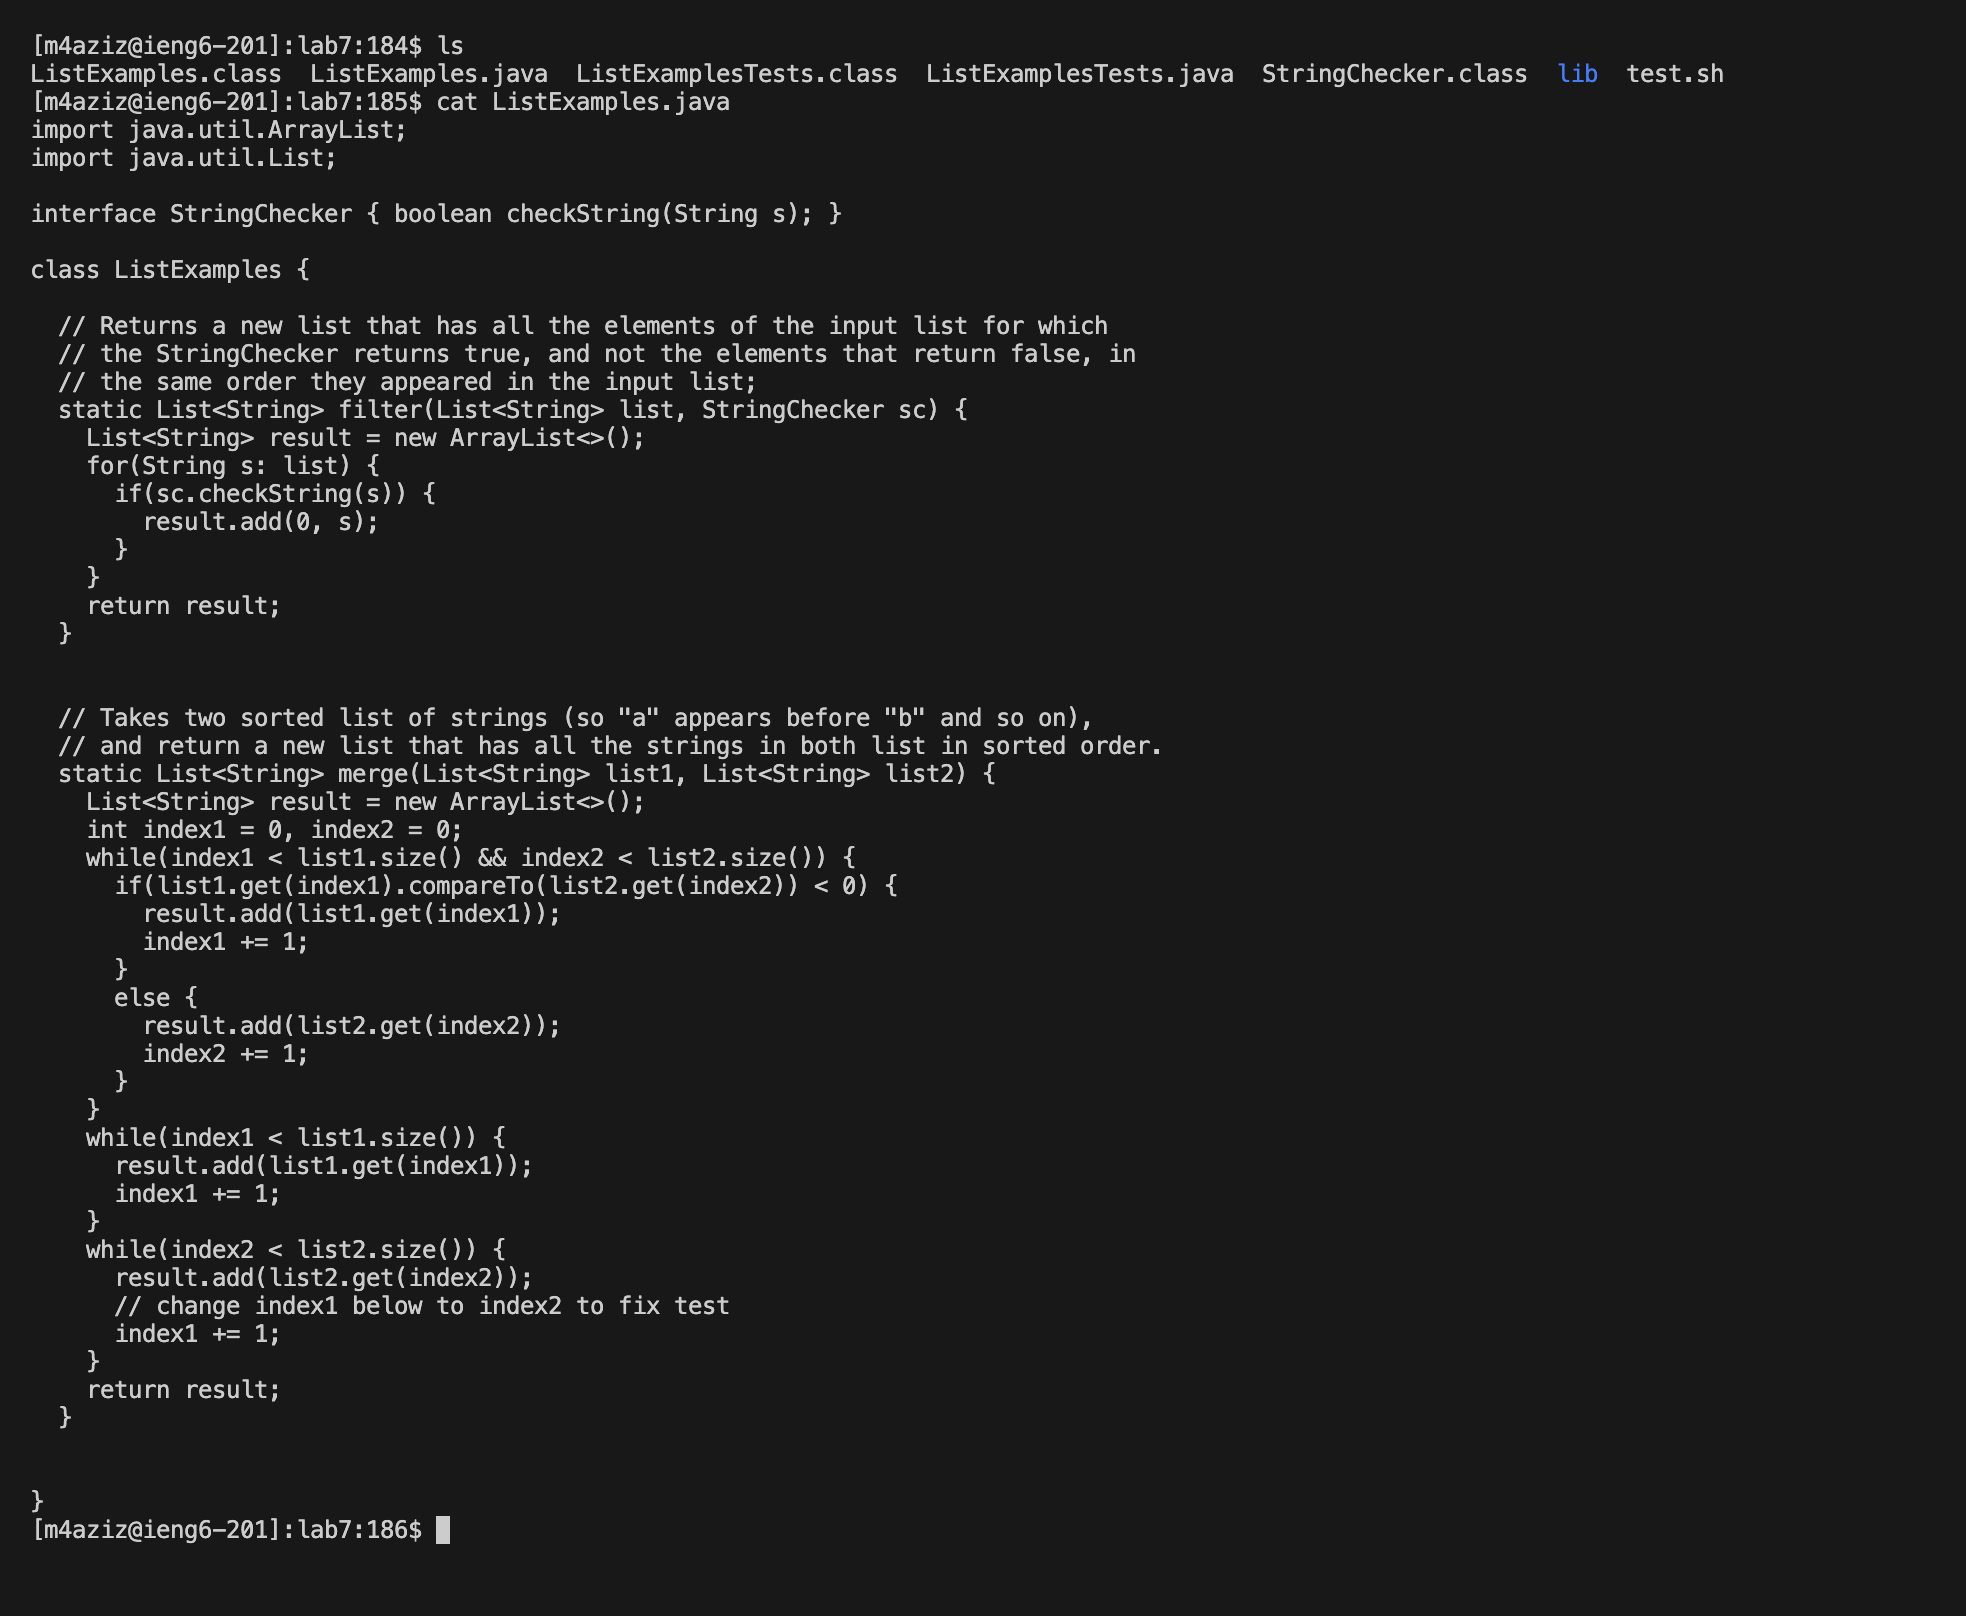 [m4aziz@ieng6-201]:lab7:184$ ls
ListExamples.class  ListExamples.java  ListExamplesTests.class  ListExamplesTests.java  StringChecker.class  lib  test.sh
[m4aziz@ieng6-201]:lab7:185$ cat ListExamples.java
import java.util.ArrayList;
import java.util.List;

interface StringChecker { boolean checkString(String s); }

class ListExamples {

  // Returns a new list that has all the elements of the input list for which
  // the StringChecker returns true, and not the elements that return false, in
  // the same order they appeared in the input list;
  static List<String> filter(List<String> list, StringChecker sc) {
    List<String> result = new ArrayList<>();
    for(String s: list) {
      if(sc.checkString(s)) {
        result.add(0, s);
      }
    }
    return result;
  }


  // Takes two sorted list of strings (so "a" appears before "b" and so on),
  // and return a new list that has all the strings in both list in sorted order.
  static List<String> merge(List<String> list1, List<String> list2) {
    List<String> result = new ArrayList<>();
    int index1 = 0, index2 = 0;
    while(index1 < list1.size() && index2 < list2.size()) {
      if(list1.get(index1).compareTo(list2.get(index2)) < 0) {
        result.add(list1.get(index1));
        index1 += 1;
      }
      else {
        result.add(list2.get(index2));
        index2 += 1;
      }
    }
    while(index1 < list1.size()) {
      result.add(list1.get(index1));
      index1 += 1;
    }
    while(index2 < list2.size()) {
      result.add(list2.get(index2));
      // change index1 below to index2 to fix test
      index1 += 1;
    }
    return result;
  }


}
[m4aziz@ieng6-201]:lab7:186$